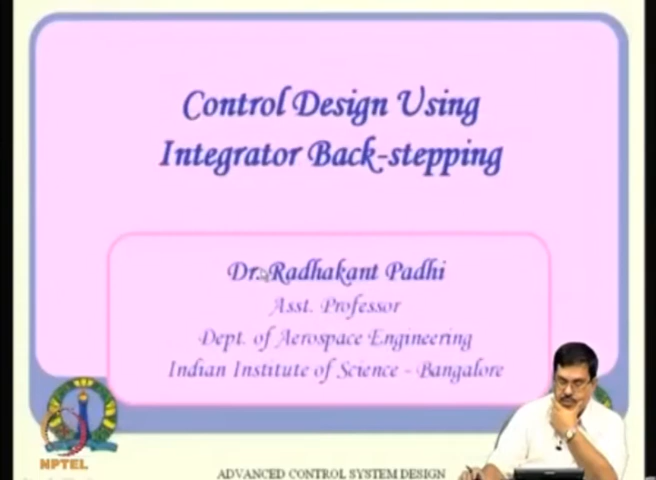 Control Design Using
Integrator Back-stepping
Dr. Radhakant Padhi
Asst. Professor
Dept. of Aerospace Engineering
Indian Institute of Science - Bangalore
NPTEL
ADVANCED CONTROL SYSTEM DESIGN